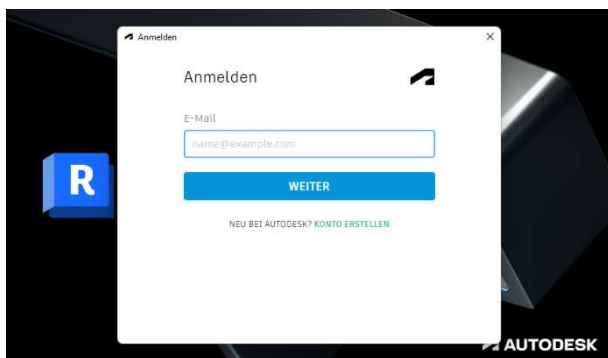 Anmelden
Anmelden
E-Mail
name@example.com
WEITER
NEU BEI AUTODESK? KONTO ERSTELLEN
R
AUTODESK